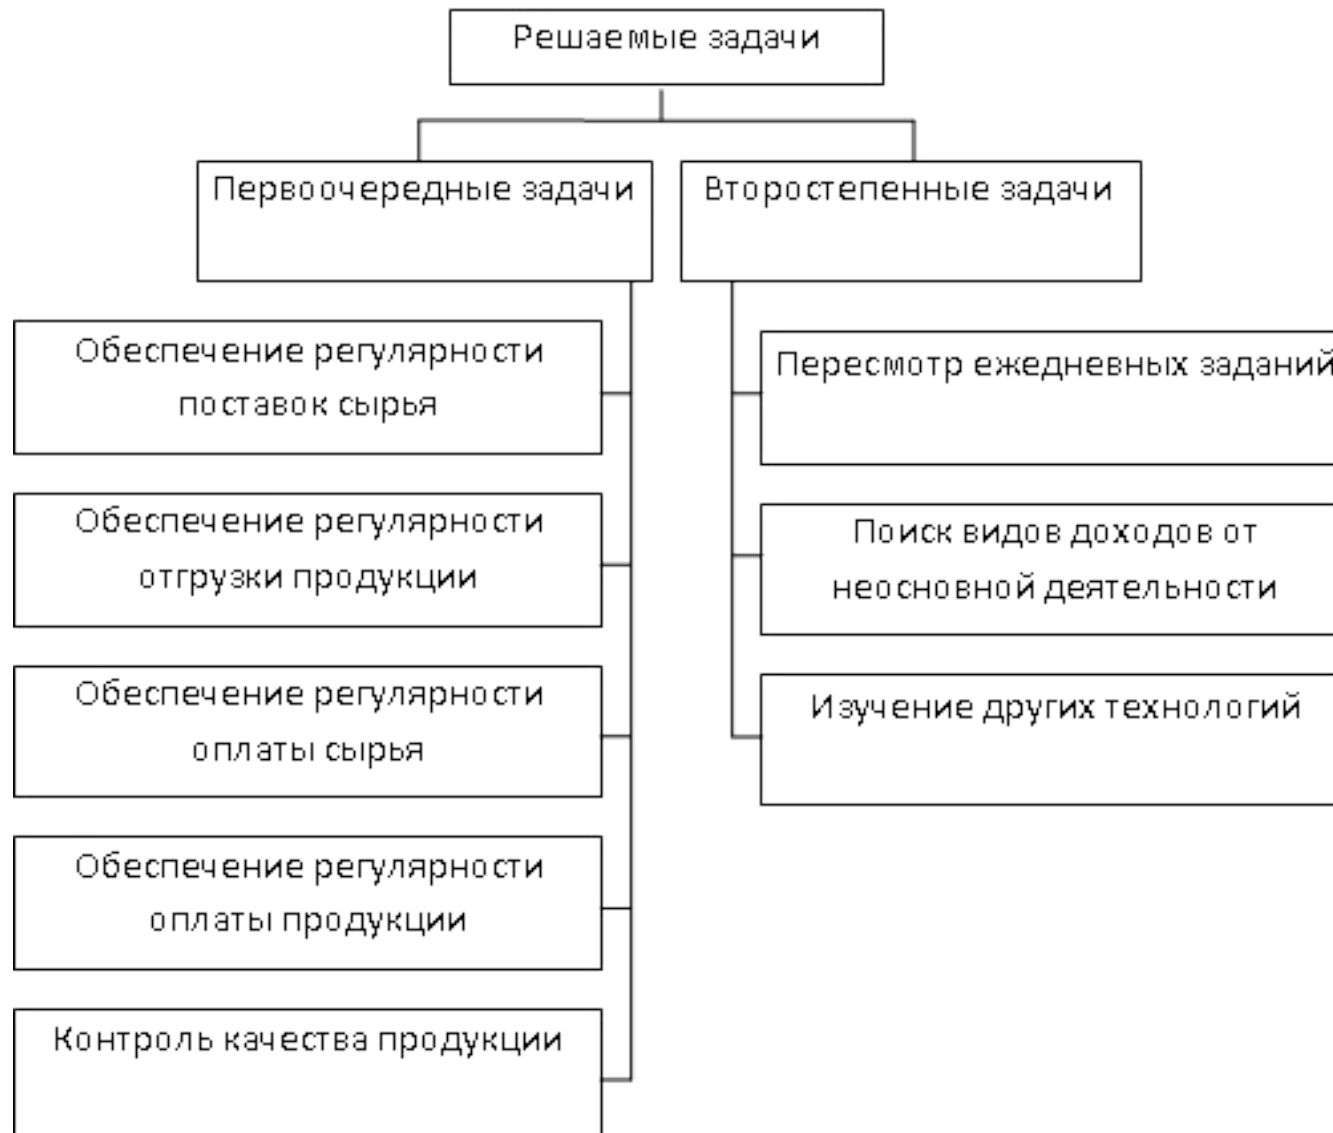 Решаемые задачи
Первоочередные задачи
Второстепенные задачи
Обеспечение регулярности
поставок сырья
Обеспечение регулярности
отгрузки продукции
Обеспечение регулярности
оплаты сырья
Обеспечение регулярности
оплаты продукции
Контроль качества продукции
Пересмотр ежедневных заданий
Поиск видов доходов от
неосновной деятельности
Изучение других технологий